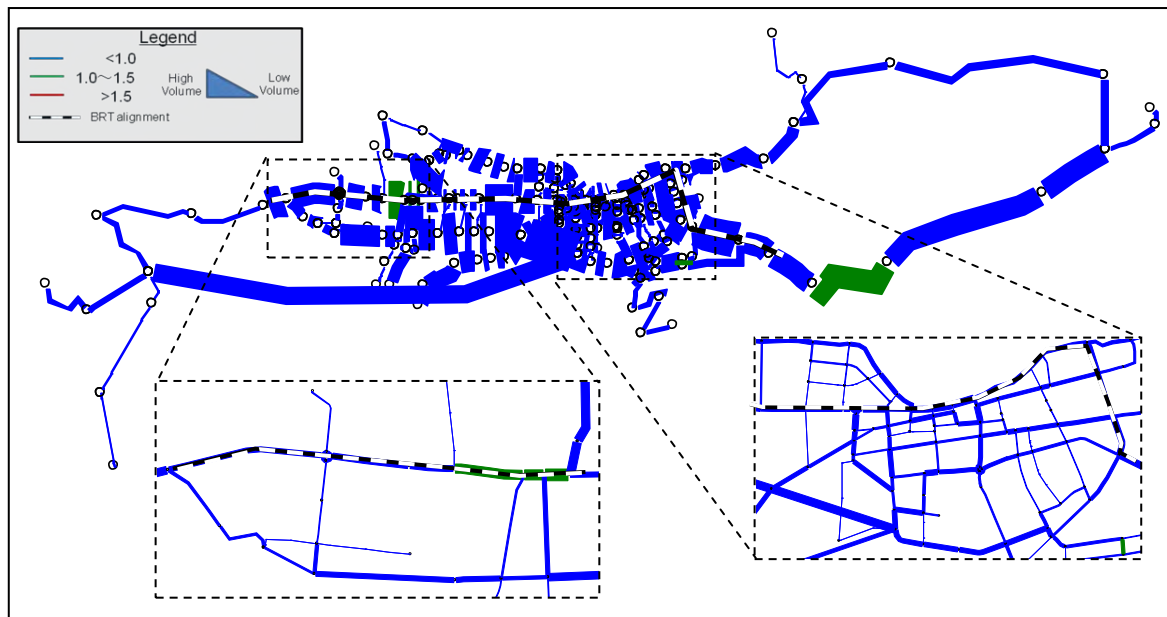 Legend
<1.0
1.0～1.5
>1.5
BRT alignment
High
Volume
Low
Volume